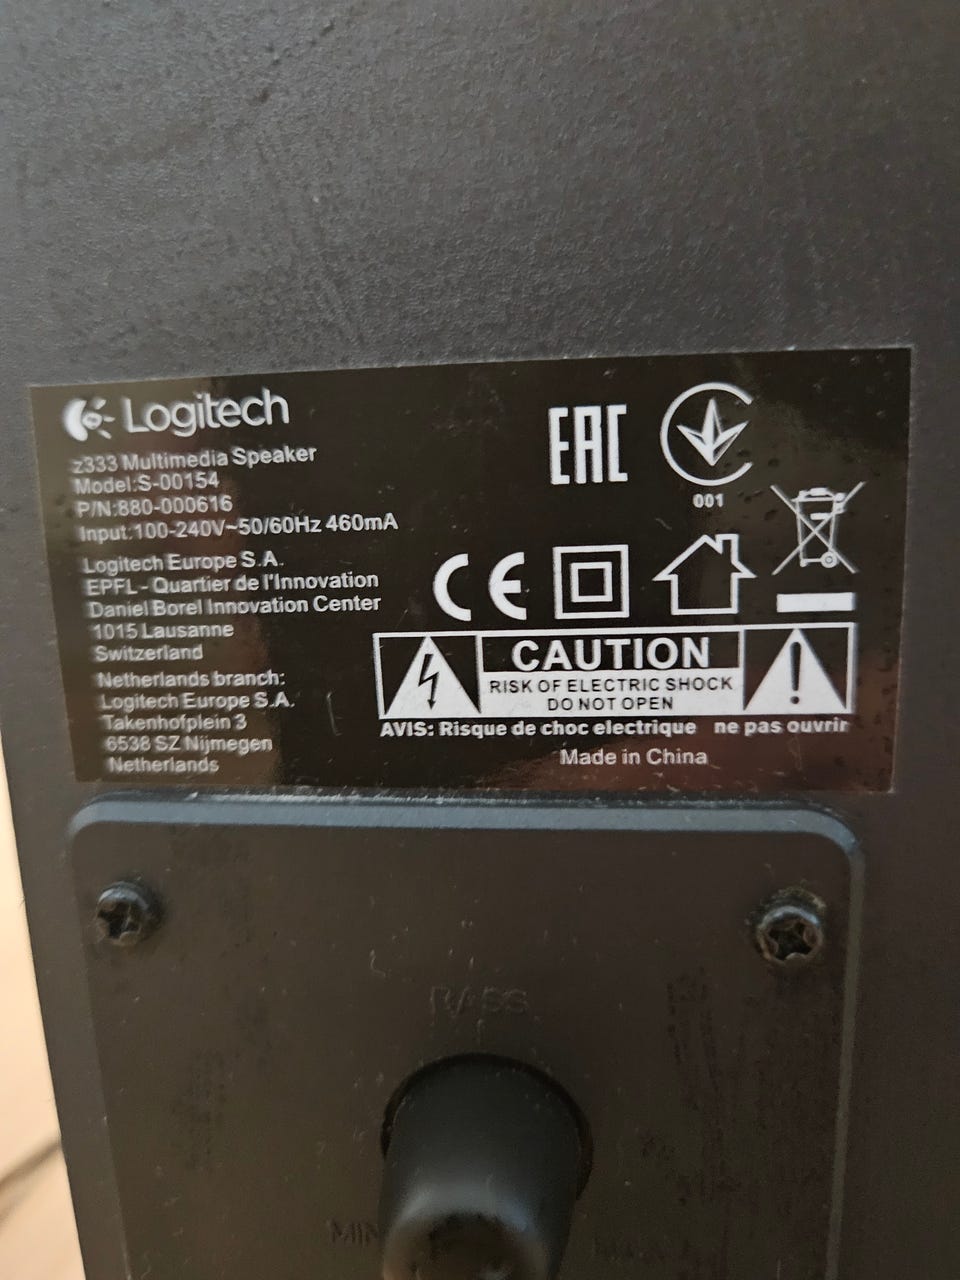 Logitech
z333 Multimedia Speaker
Model:S-00154
P/N:880-000616
Input:100-240V~50/60Hz 460mA
Logitech Europe S.A.
EPFL - Quartier de l'Innovation
Daniel Borel Innovation Center
1015 Lausanne
Switzerland
Netherlands branch:
Logitech Europe S.A.
Takenhofplein 3
6538 SZ Nijmegen
Netherlands
EAC
001
CE
CAUTION
RISK OF ELECTRIC SHOCK
DO NOT OPEN
AVIS: Risque de choc electrique ne pas ouvrir
Made in China
BASS
MIN